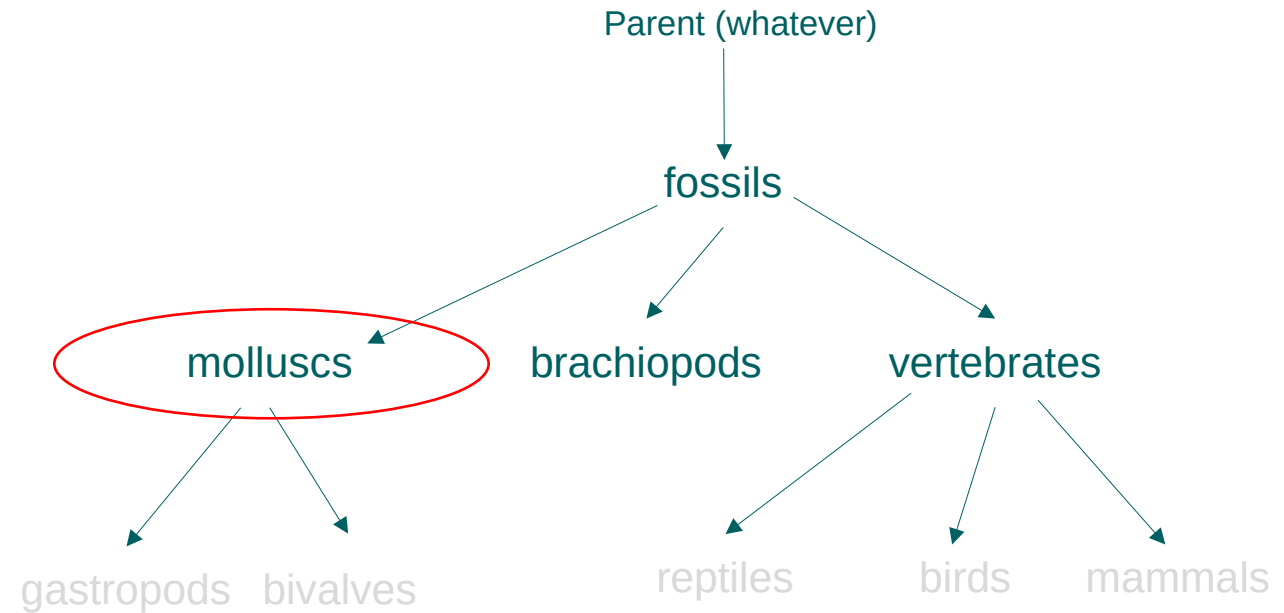 Parent (whatever)
fossils
molluscs brachiopods vertebrates
gastropods bivalves reptiles birds mammals